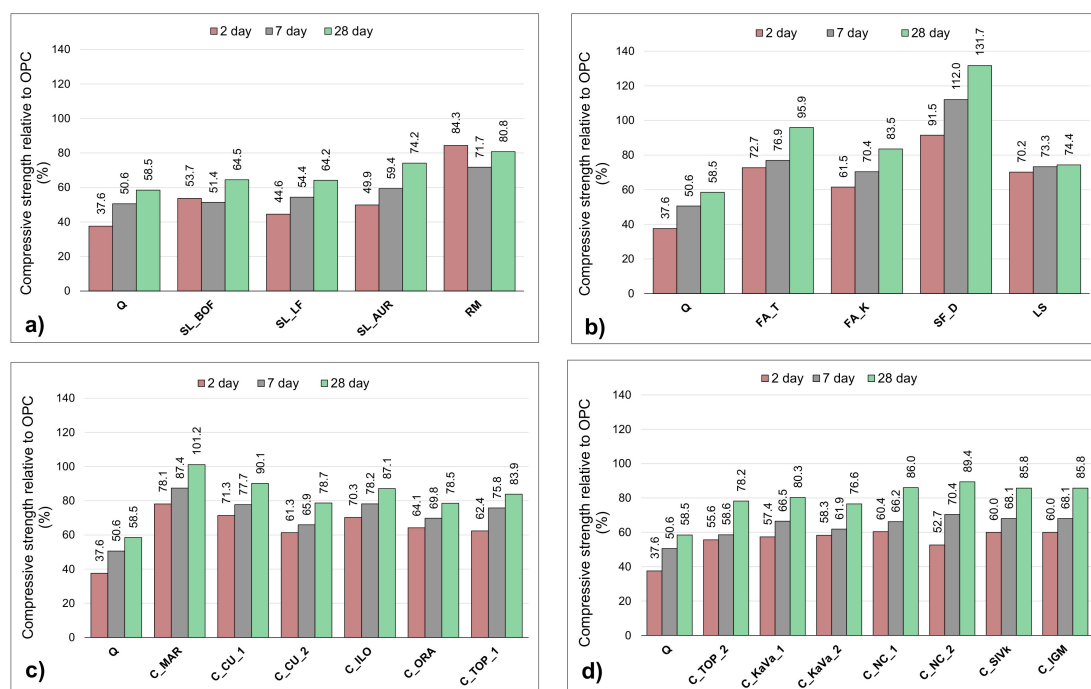 2 day 7 day 28 day
Compressive strength relative to OPC
(%)
140
120
100
80
60
40
20
0
37.6 50.6 58.5 53.7 51.4 64.5 44.6 54.4 64.2 49.9 59.4 74.2 84.3 71.7 80.8
Q SL_BOF SL_LF SL_AUR RM
a)
2 day 7 day 28 day
Compressive strength relative to OPC
(%)
140
120
100
80
60
40
20
0
37.6 50.6 58.5 72.7 76.9 95.9 61.5 70.4 83.5 91.5 112.0 131.7 70.2 73.3 74.4
Q FA_T FA_K SF_D LS
b)
2 day 7 day 28 day
Compressive strength relative to OPC
(%)
140
120
100
80
60
40
20
0
37.6 50.6 58.5 78.1 87.4 101.2 71.3 77.7 90.1 61.3 65.9 78.7 70.3 78.2 87.1 64.1 69.8 78.5 62.4 75.8 83.9
Q C_MAR C_CU_1 C_CU_2 C_ILO C_ORA C_TOP_1
c)
2 day 7 day 28 day
Compressive strength relative to OPC
(%)
140
120
100
80
60
40
20
0
37.6 50.6 58.5 55.6 58.6 78.2 57.4 66.5 80.3 58.3 61.9 76.6 60.4 66.2 86.0 52.7 70.4 89.4 60.0 68.1 85.8 60.0 68.1 85.8
Q C_TOP_2 C_KaVa_1 C_KaVa_2 C_NC_1 C_NC_2 C_SlVk C_IGM
d)